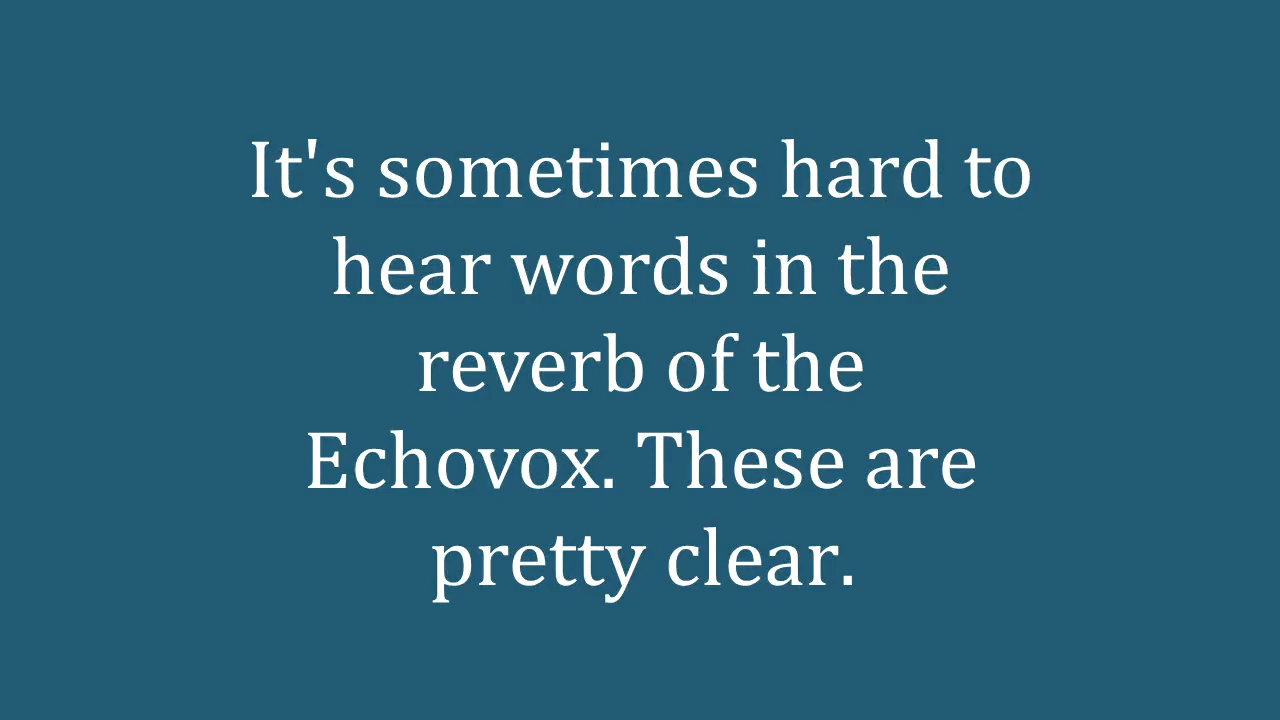 It's sometimes hard to
hear words in the
reverb of the
Echovox. These are
pretty clear.